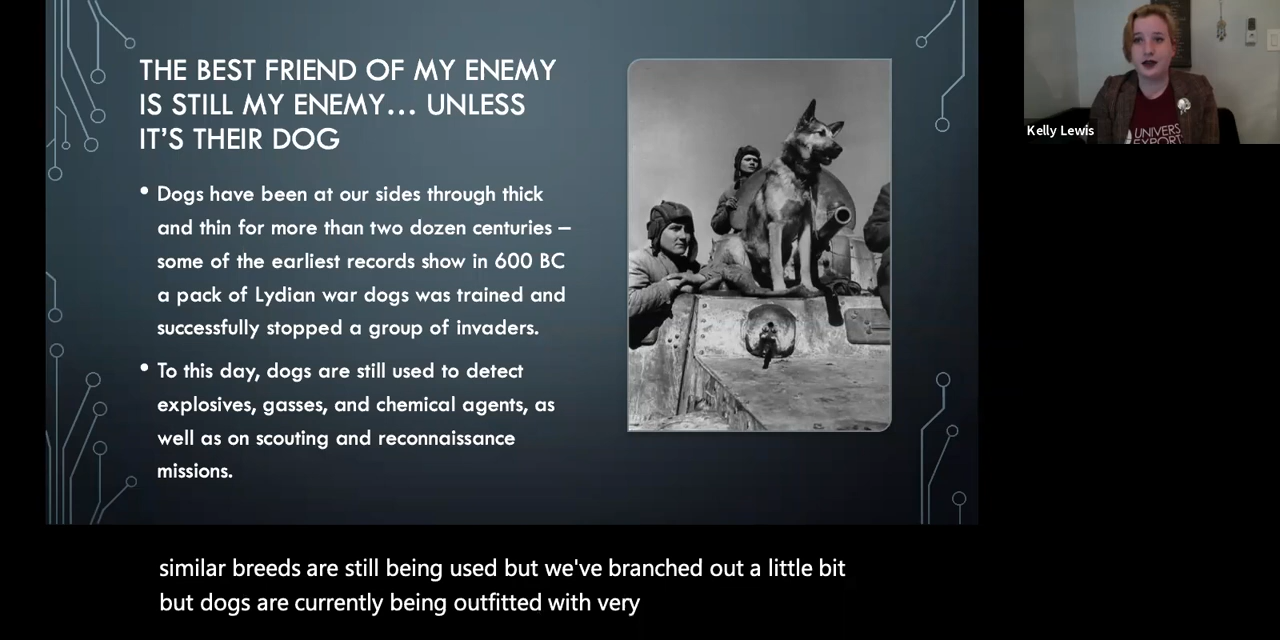 THE BEST FRIEND OF MY ENEMY
IS STILL MY ENEMY... UNLESS
IT'S THEIR DOG
• Dogs have been at our sides through thick
and thin for more than two dozen centuries –
some of the earliest records show in 600 BC
a pack of Lydian war dogs was trained and
successfully stopped a group of invaders.
• To this day, dogs are still used to detect
explosives, gasses, and chemical agents, as
well as on scouting and reconnaissance
missions.
Kelly Lewis
UNIVERS
EXPORT
similar breeds are still being used but we've branched out a little bit
but dogs are currently being outfitted with very